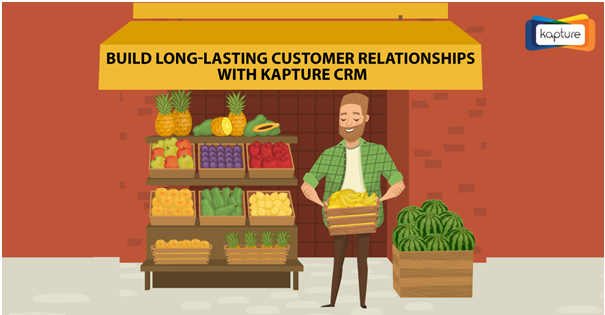 BUILD LONG-LASTING CUSTOMER RELATIONSHIPS
WITH KAPTURE CRM
kapture